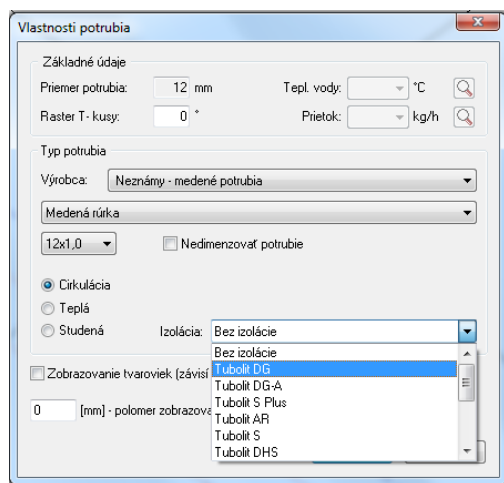 Vlastnosti potrubia
Základné údaje
Priemer potrubia: 12 mm Tepl. vody: °C
Raster T- kusy: 0 ° Prietok: kg/h
Typ potrubia
Výrobca: Neznámy - medené potrubia
Medená rúrka
12x1,0 Nedimenzovať potrubie
Cirkulácia
Teplá
Studená Izolácia: Bez izolácie
Bez izolácie
Zobrazovanie tvaroviek (závisí Tubolit DG
Tubolit DG-A
Tubolit S Plus
0 [mm] - polomer zobrazova Tubolit AR
Tubolit S
Tubolit DHS